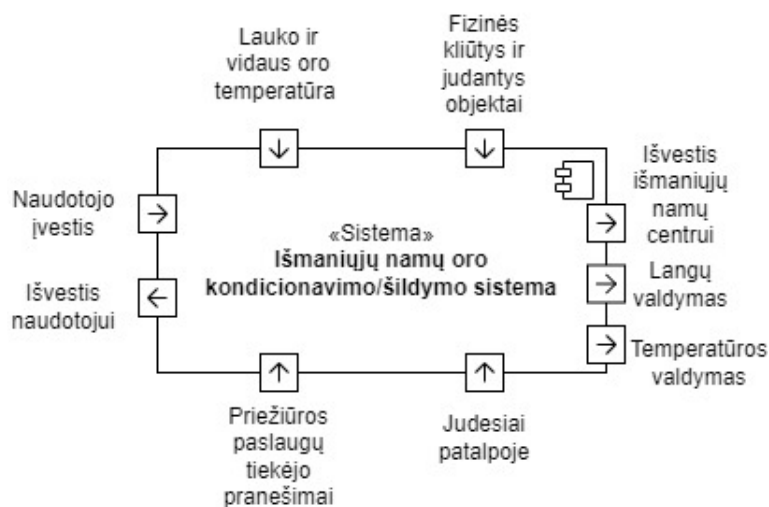 Lauko ir
vidaus oro
temperatūra
Fizinės
kliūtys ir
judantys
objektai
Naudotojo
įvestis
Išvestis
naudotojui
«Sistema»
Išmaniųjų namų oro
kondicionavimo/šildymo sistema
Išvestis
išmaniųjų
namų
centrui
Langų
valdymas
Temperatūros
valdymas
Priežiūros
paslaugų
tiekėjo
pranešimai
Judesiai
patalpoje